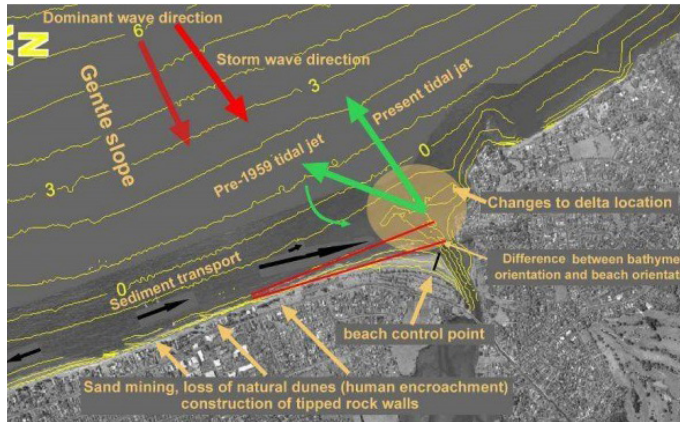 Dominant wave direction
N
6
Storm wave direction
Gentle slope
3
Present tidal jet
3
Pre-1959 tidal jet
0
Changes to delta location
0
Sediment transport
Difference between bathyme
orientation and beach orientat
beach control point
Sand mining, loss of natural dunes (human encroachment)
construction of tipped rock walls